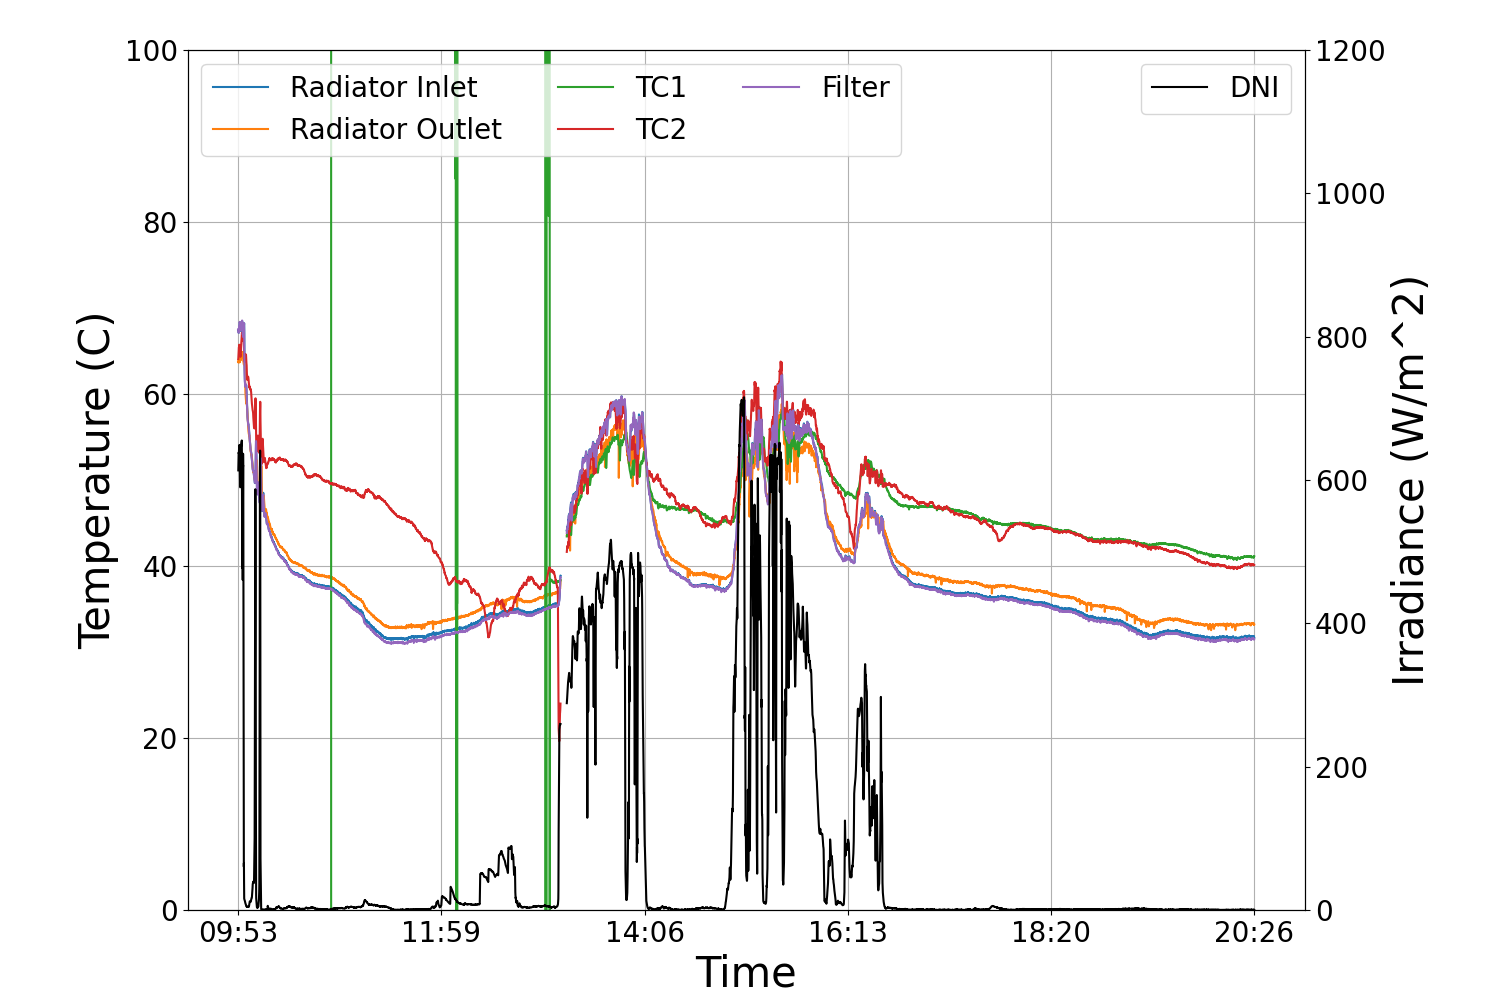 100
80
60
40
20
0
Temperature (C)
Radiator Inlet
Radiator Outlet
TC1
TC2
Filter
DNI
1200
1000
800
600
400
200
0
Irradiance (W/m^2)
09:53 11:59 14:06 16:13 18:20 20:26
Time